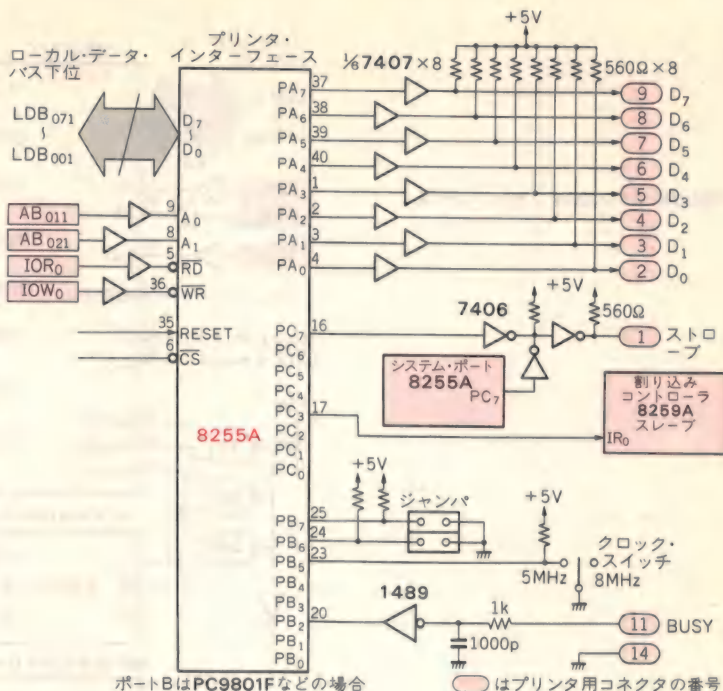 ローカル・データ・
バス下位
LDB071
〜
LDB001
プリンタ・
インターフェース
D7
〜
D0
AB011
9
A0
AB021
8
A1
IOR0
5
RD
IOW0
36
WR
35
RESET
6
CS
8255A
+5V
1/6 7407×8
560Ω×8
PA7
37
9
D7
PA6
38
8
D6
PA5
39
7
D5
PA4
40
6
D4
PA3
1
5
D3
PA2
2
4
D2
PA1
3
3
D1
PA0
4
2
D0
+5V
7406
560Ω
PC7
16
1
ストローブ
PC6
PC5
PC4
PC3
17
PC2
PC1
PC0
システム・ポート
8255A
PC7
割り込み
コントローラ
8259A
スレーブ
IR0
+5V
ジャンパ
+5V
PB7
25
PB6
24
PB5
23
PB4
PB3
PB2
20
PB1
PB0
クロック・
スイッチ
5MHz
8MHz
1489
1k
1000p
11
BUSY
14
ポートBはPC9801Fなどの場合
はプリンタ用コネクタの番号